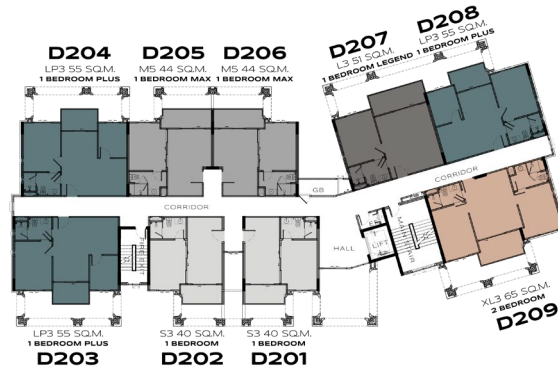 D204
LP3 55 SQ.M.
1 BEDROOM PLUS
D205
M5 44 SQ.M.
1 BEDROOM MAX
D206
M5 44 SQ.M.
1 BEDROOM MAX
D207
L3 51 SQ.M.
1 BEDROOM LEGEND
D208
LP3 55 SQ.M.
1 BEDROOM PLUS
CORRIDOR
GB
CORRIDOR
HALL
LIFT
MAIN STAIR
LP3 55 SQ.M.
1 BEDROOM PLUS
D203
S3 40 SQ.M.
1 BEDROOM
D202
S3 40 SQ.M.
1 BEDROOM
D201
XL3 65 SQ.M.
2 BEDROOM
D209